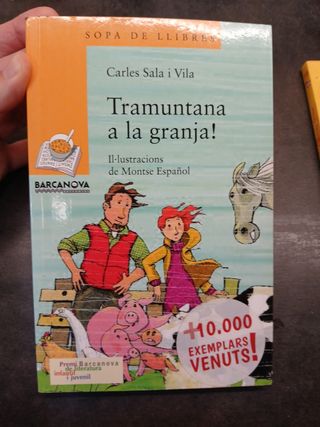 SOPA DE LLIBRES
Carles Sala i Vila
Tramuntana
a la granja!
Il·lustracions
de Montse Español
BARCANOVA
+10.000
EXEMPLARS
VENUTS!
Premi Barcanova
de literatura
infantil
i juvenil